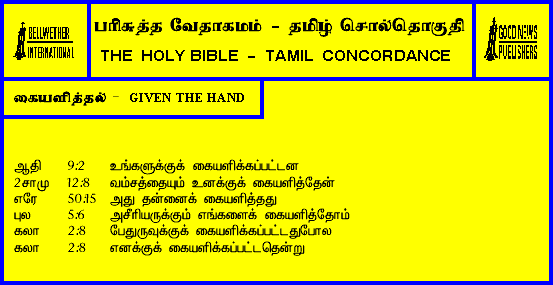 BELLWETHER
INTERNATIONAL
பரிசுத்த வேதாகமம் - தமிழ் சொல்தொகுதி
THE HOLY BIBLE - TAMIL CONCORDANCE
GOOD NEWS
PUBLISHERS
கையளித்தல் - GIVEN THE HAND
ஆதி 9:2 உங்களுக்குக் கையளிக்கப்பட்டன
2சாமு 12:8 வம்சத்தையும் உனக்குக் கையளித்தேன்
எரே 50:15 அது தன்னைக் கையளித்தது
புல 5:6 அசீரியருக்கும் எங்களைக் கையளித்தோம்
கலா 2:8 பேதுருவுக்குக் கையளிக்கப்பட்டதுபோல
கலா 2:8 எனக்குக் கையளிக்கப்பட்டதென்று